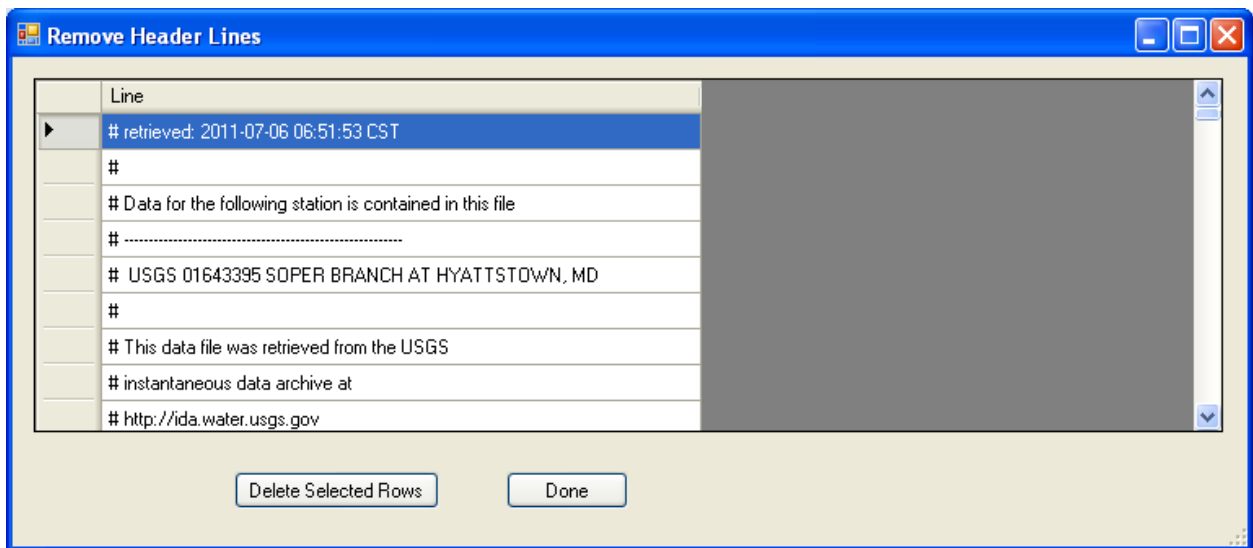 Remove Header Lines
Line
# retrieved: 2011-07-06 06:51:53 CST
#
# Data for the following station is contained in this file
# --------------------------------------------------------
#  USGS 01643395 SOPER BRANCH AT HYATTSTOWN, MD
#
# This data file was retrieved from the USGS
# instantaneous data archive at
# http://ida.water.usgs.gov
Delete Selected Rows
Done